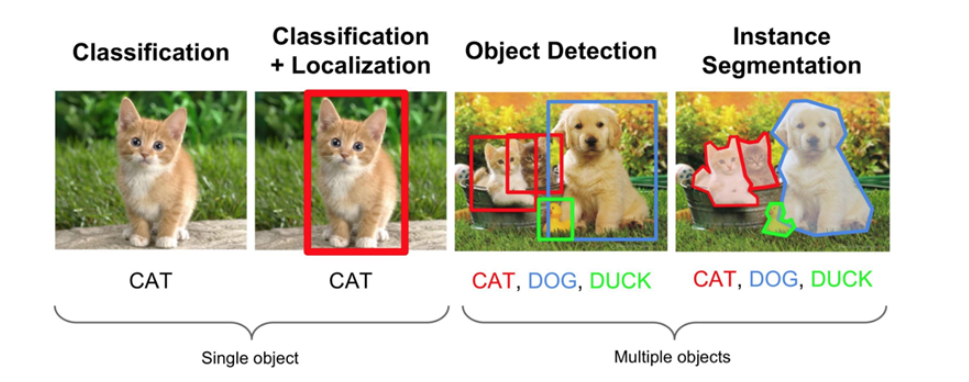 Classification
Classification
+ Localization
Object Detection
Instance
Segmentation
CAT
CAT
CAT, DOG, DUCK
CAT, DOG, DUCK
Single object
Multiple objects